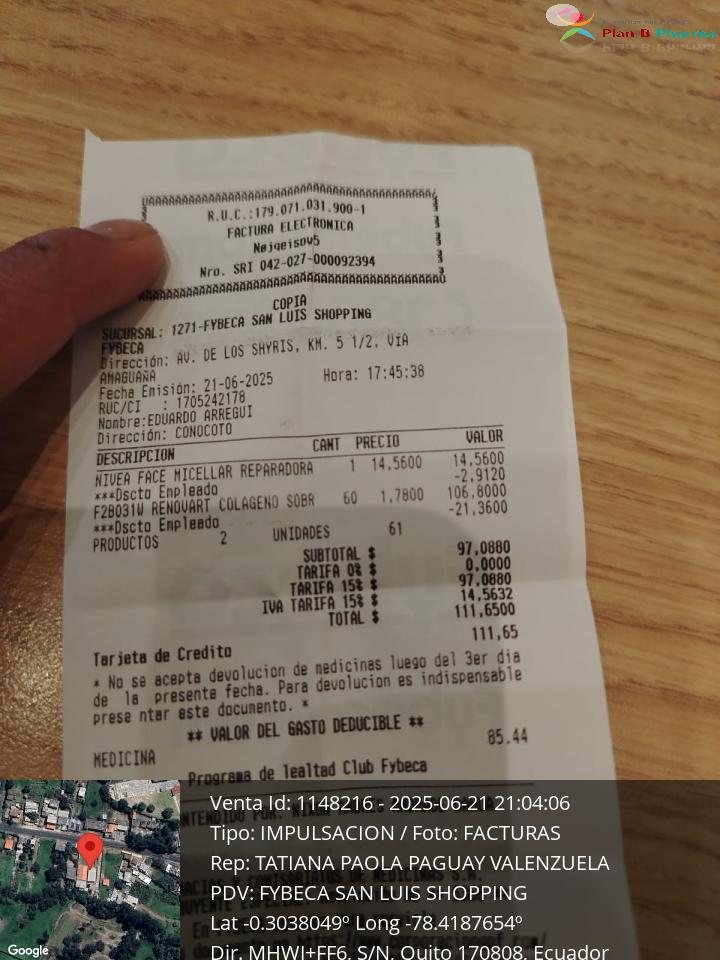 Plan B Pharma
R.U.C.:179.071.031.900-1
FACTURA ELECTRONICA
Nøjqeisov5
Nro. SRI 042-027-000092394
COPIA
SUCURSAL: 1271-FYBECA SAN LUIS SHOPPING
FYBECA
Dirección: AV. DE LOS SHYRIS, KM. 5 1/2, VÍA
AMAGUAÑA
Fecha Emisión: 21-06-2025 Hora: 17:45:38
RUC/CI : 1705242178
Nombre:EDUARDO ARREGUI
Dirección: CONOCOTO
DESCRIPCION CANT PRECIO VALOR
NIVEA FACE MICELLAR REPARADORA 1 14,5600 14,5600
***Dscto Empleado -2,9120
F28031W RENOVART COLAGENO SOBR 60 1,7800 106,8000
***Dscto Empleado -21,3600
PRODUCTOS 2 UNIDADES 61
SUBTOTAL $ 97,0880
TARIFA 0% $ 0,0000
TARIFA 15% $ 97,0880
IVA TARIFA 15% $ 14,5632
TOTAL $ 111,6500
Tarjeta de Credito 111,65
* No se acepta devolucion de medicinas luego del 3er dia
de la presente fecha. Para devolucion es indispensable
prese ntar este documento. *
** VALOR DEL GASTO DEDUCIBLE **
MEDICINA 85.44
Programa de lealtad Club Fybeca
Venta Id: 1148216 - 2025-06-21 21:04:06
Tipo: IMPULSACION / Foto: FACTURAS
Rep: TATIANA PAOLA PAGUAY VALENZUELA
PDV: FYBECA SAN LUIS SHOPPING
Lat -0.3038049º Long -78.4187654º
Dir. MHWJ+FF6, S/N, Quito 170808, Ecuador
Google